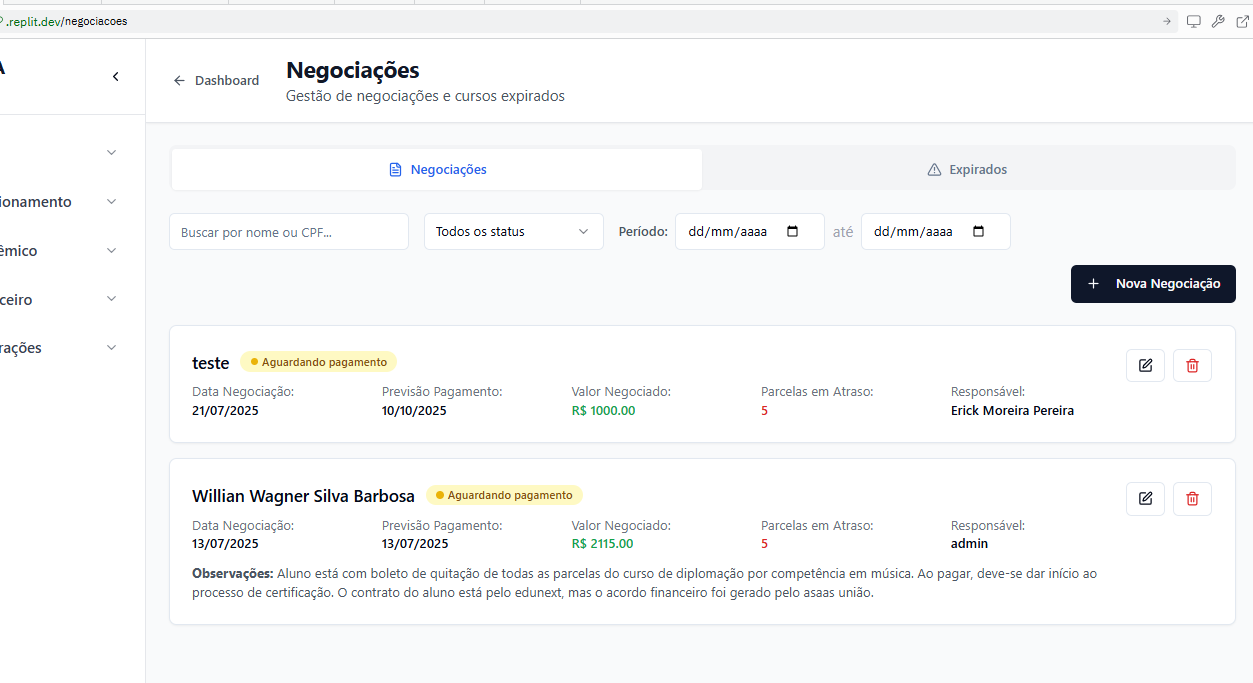 .replit.dev/negociacoes
A
Dashboard
Negociações
Gestão de negociações e cursos expirados
ionamento
êmico
ceiro
rações
Negociações
Expirados
Buscar por nome ou CPF...
Todos os status
Período:
dd/mm/aaaa
até
dd/mm/aaaa
+ Nova Negociação
teste
Aguardando pagamento
Data Negociação: Previsão Pagamento: Valor Negociado: Parcelas em Atraso: Responsável:
21/07/2025 10/10/2025 R$ 1000.00 5 Erick Moreira Pereira
Willian Wagner Silva Barbosa
Aguardando pagamento
Data Negociação: Previsão Pagamento: Valor Negociado: Parcelas em Atraso: Responsável:
13/07/2025 13/07/2025 R$ 2115.00 5 admin
Observações: Aluno está com boleto de quitação de todas as parcelas do curso de diplomação por competência em música. Ao pagar, deve-se dar início ao
processo de certificação. O contrato do aluno está pelo edunext, mas o acordo financeiro foi gerado pelo asaas união.